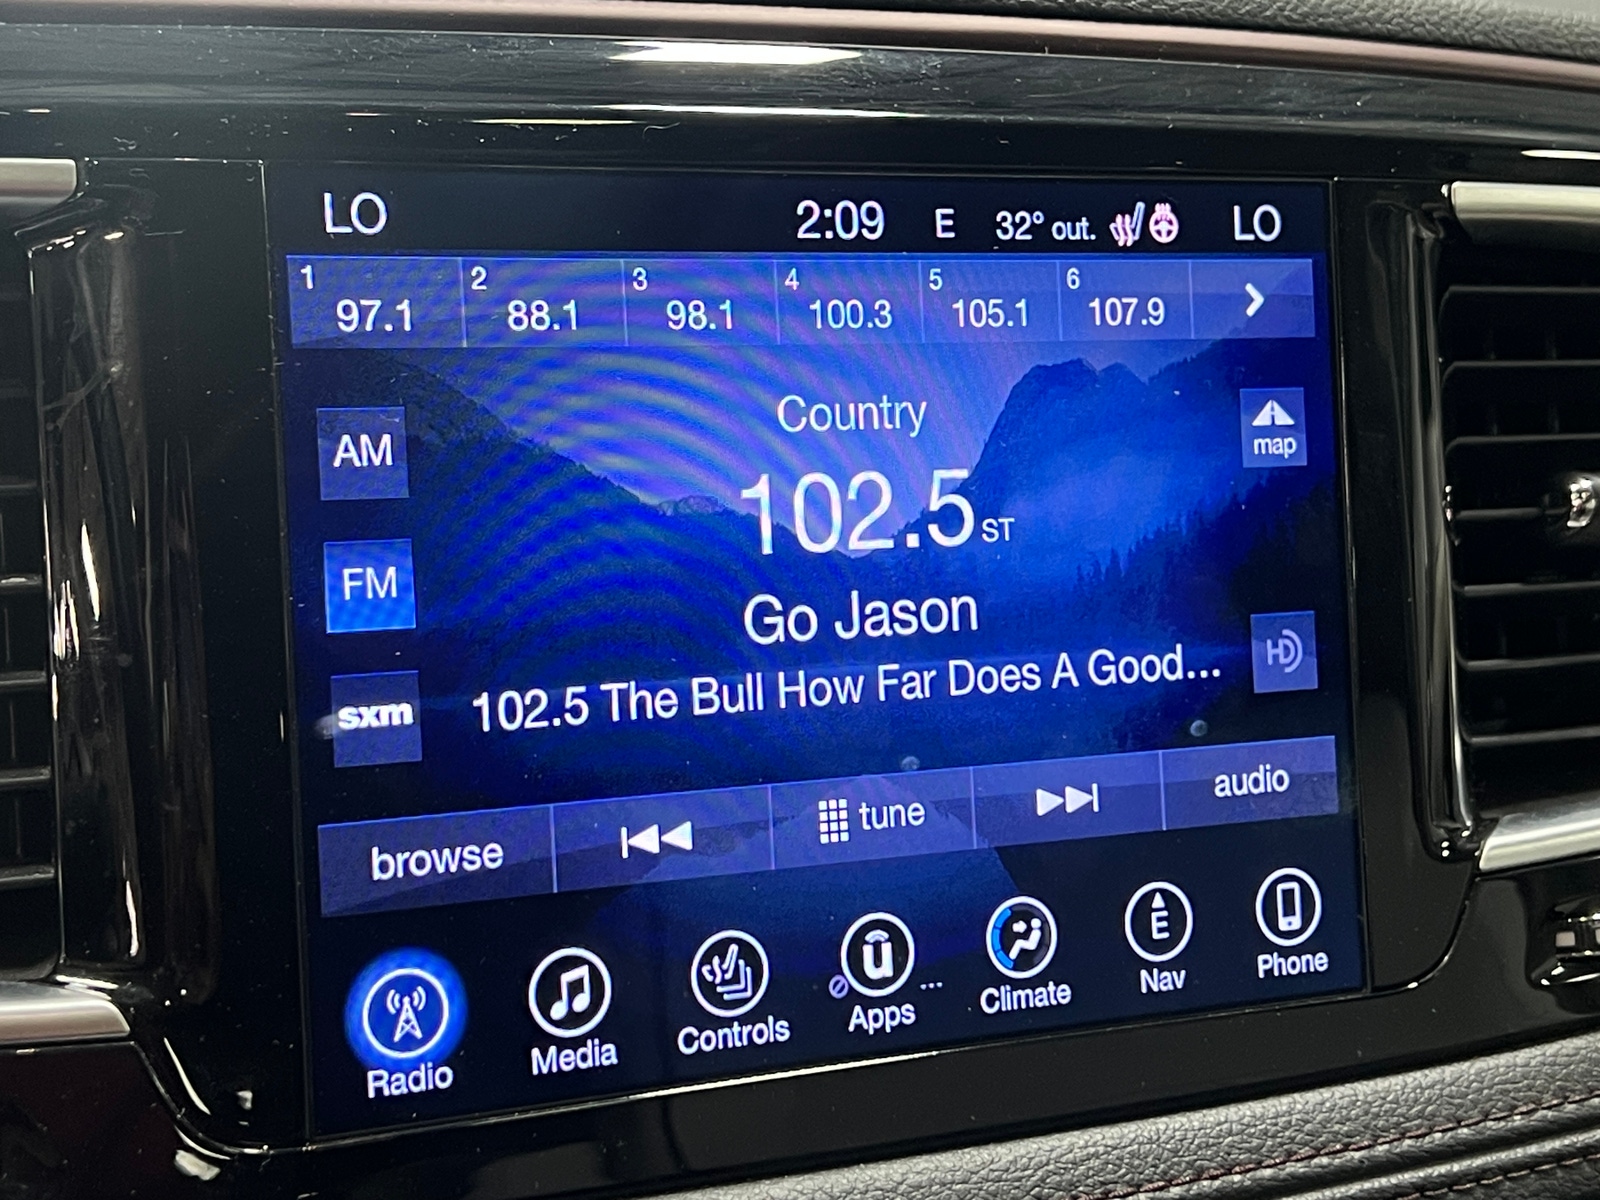 LO 2:09 E 32° out. LO
1 2 3 4 5 6
97.1 88.1 98.1 100.3 105.1 107.9
Country
AM
map
102.5 ST
FM
Go Jason
HD
sxm
102.5 The Bull How Far Does A Good...
browse tune audio
E
u ...
Radio Media Controls Apps Climate Nav Phone